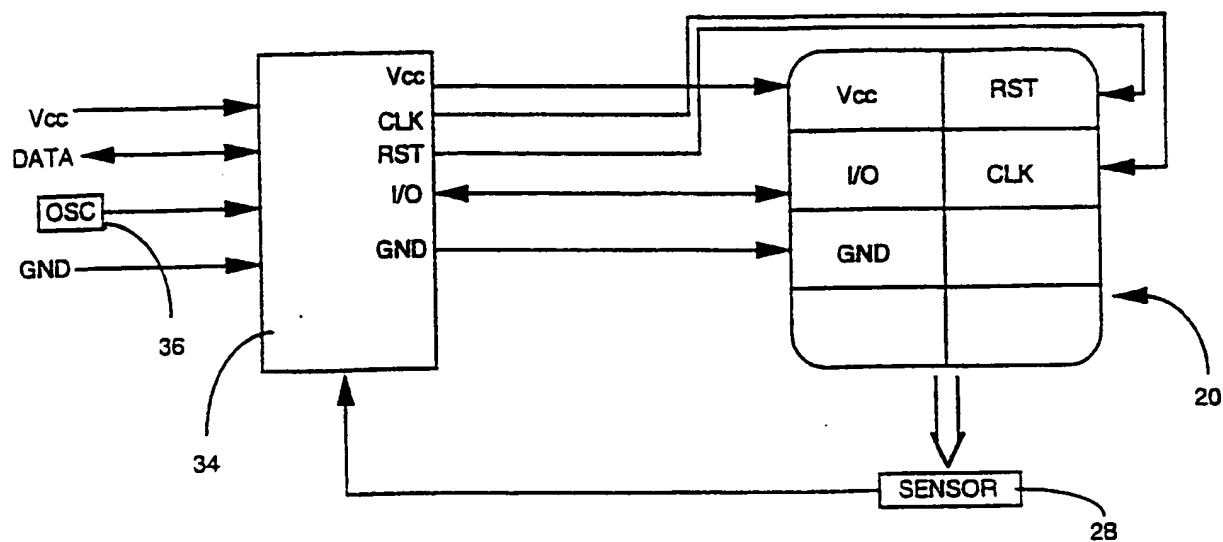 Vcc
DATA
OSC
GND
36
34
Vcc
CLK
RST
I/O
GND
Vcc
RST
I/O
CLK
GND
20
SENSOR
28